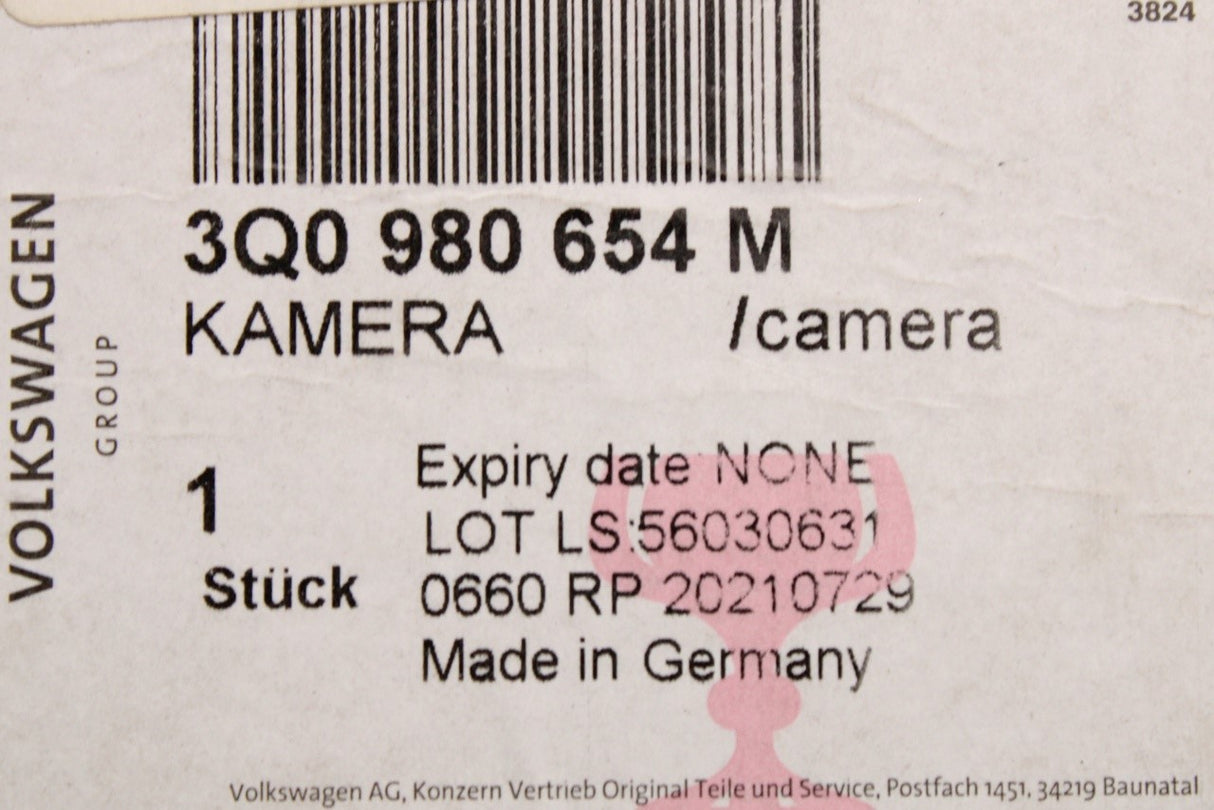 3824
3Q0 980 654 M
KAMERA /camera
VOLKSWAGEN
GROUP
1
Stück
Expiry date NONE
LOT LS:56030631
0660 RP 20210729
Made in Germany
Volkswagen AG, Konzern Vertrieb Original Teile und Service, Postfach 1451, 34219 Baunatal